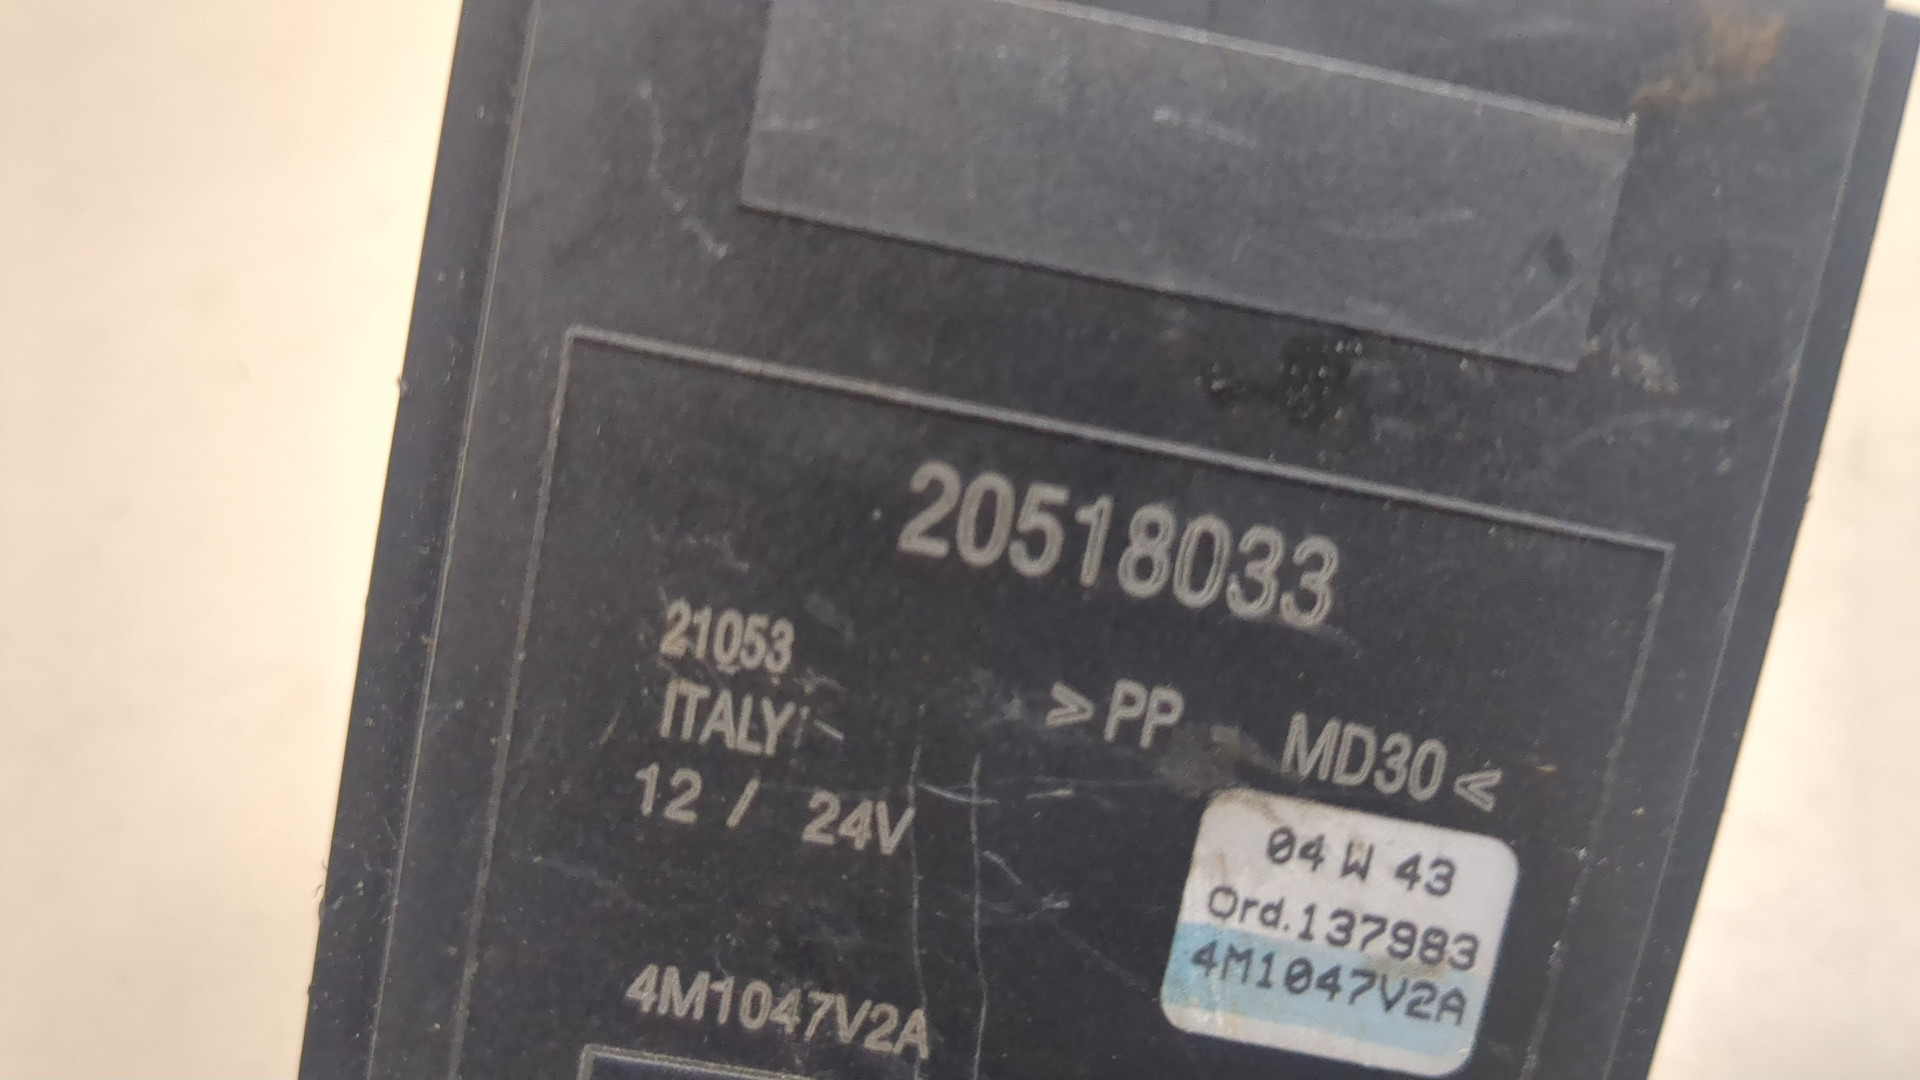 20518033
21053
ITALY
>PP MD30<
12 / 24V
04 W 43
Ord.137983
4M1047V2A
4M1047V2A